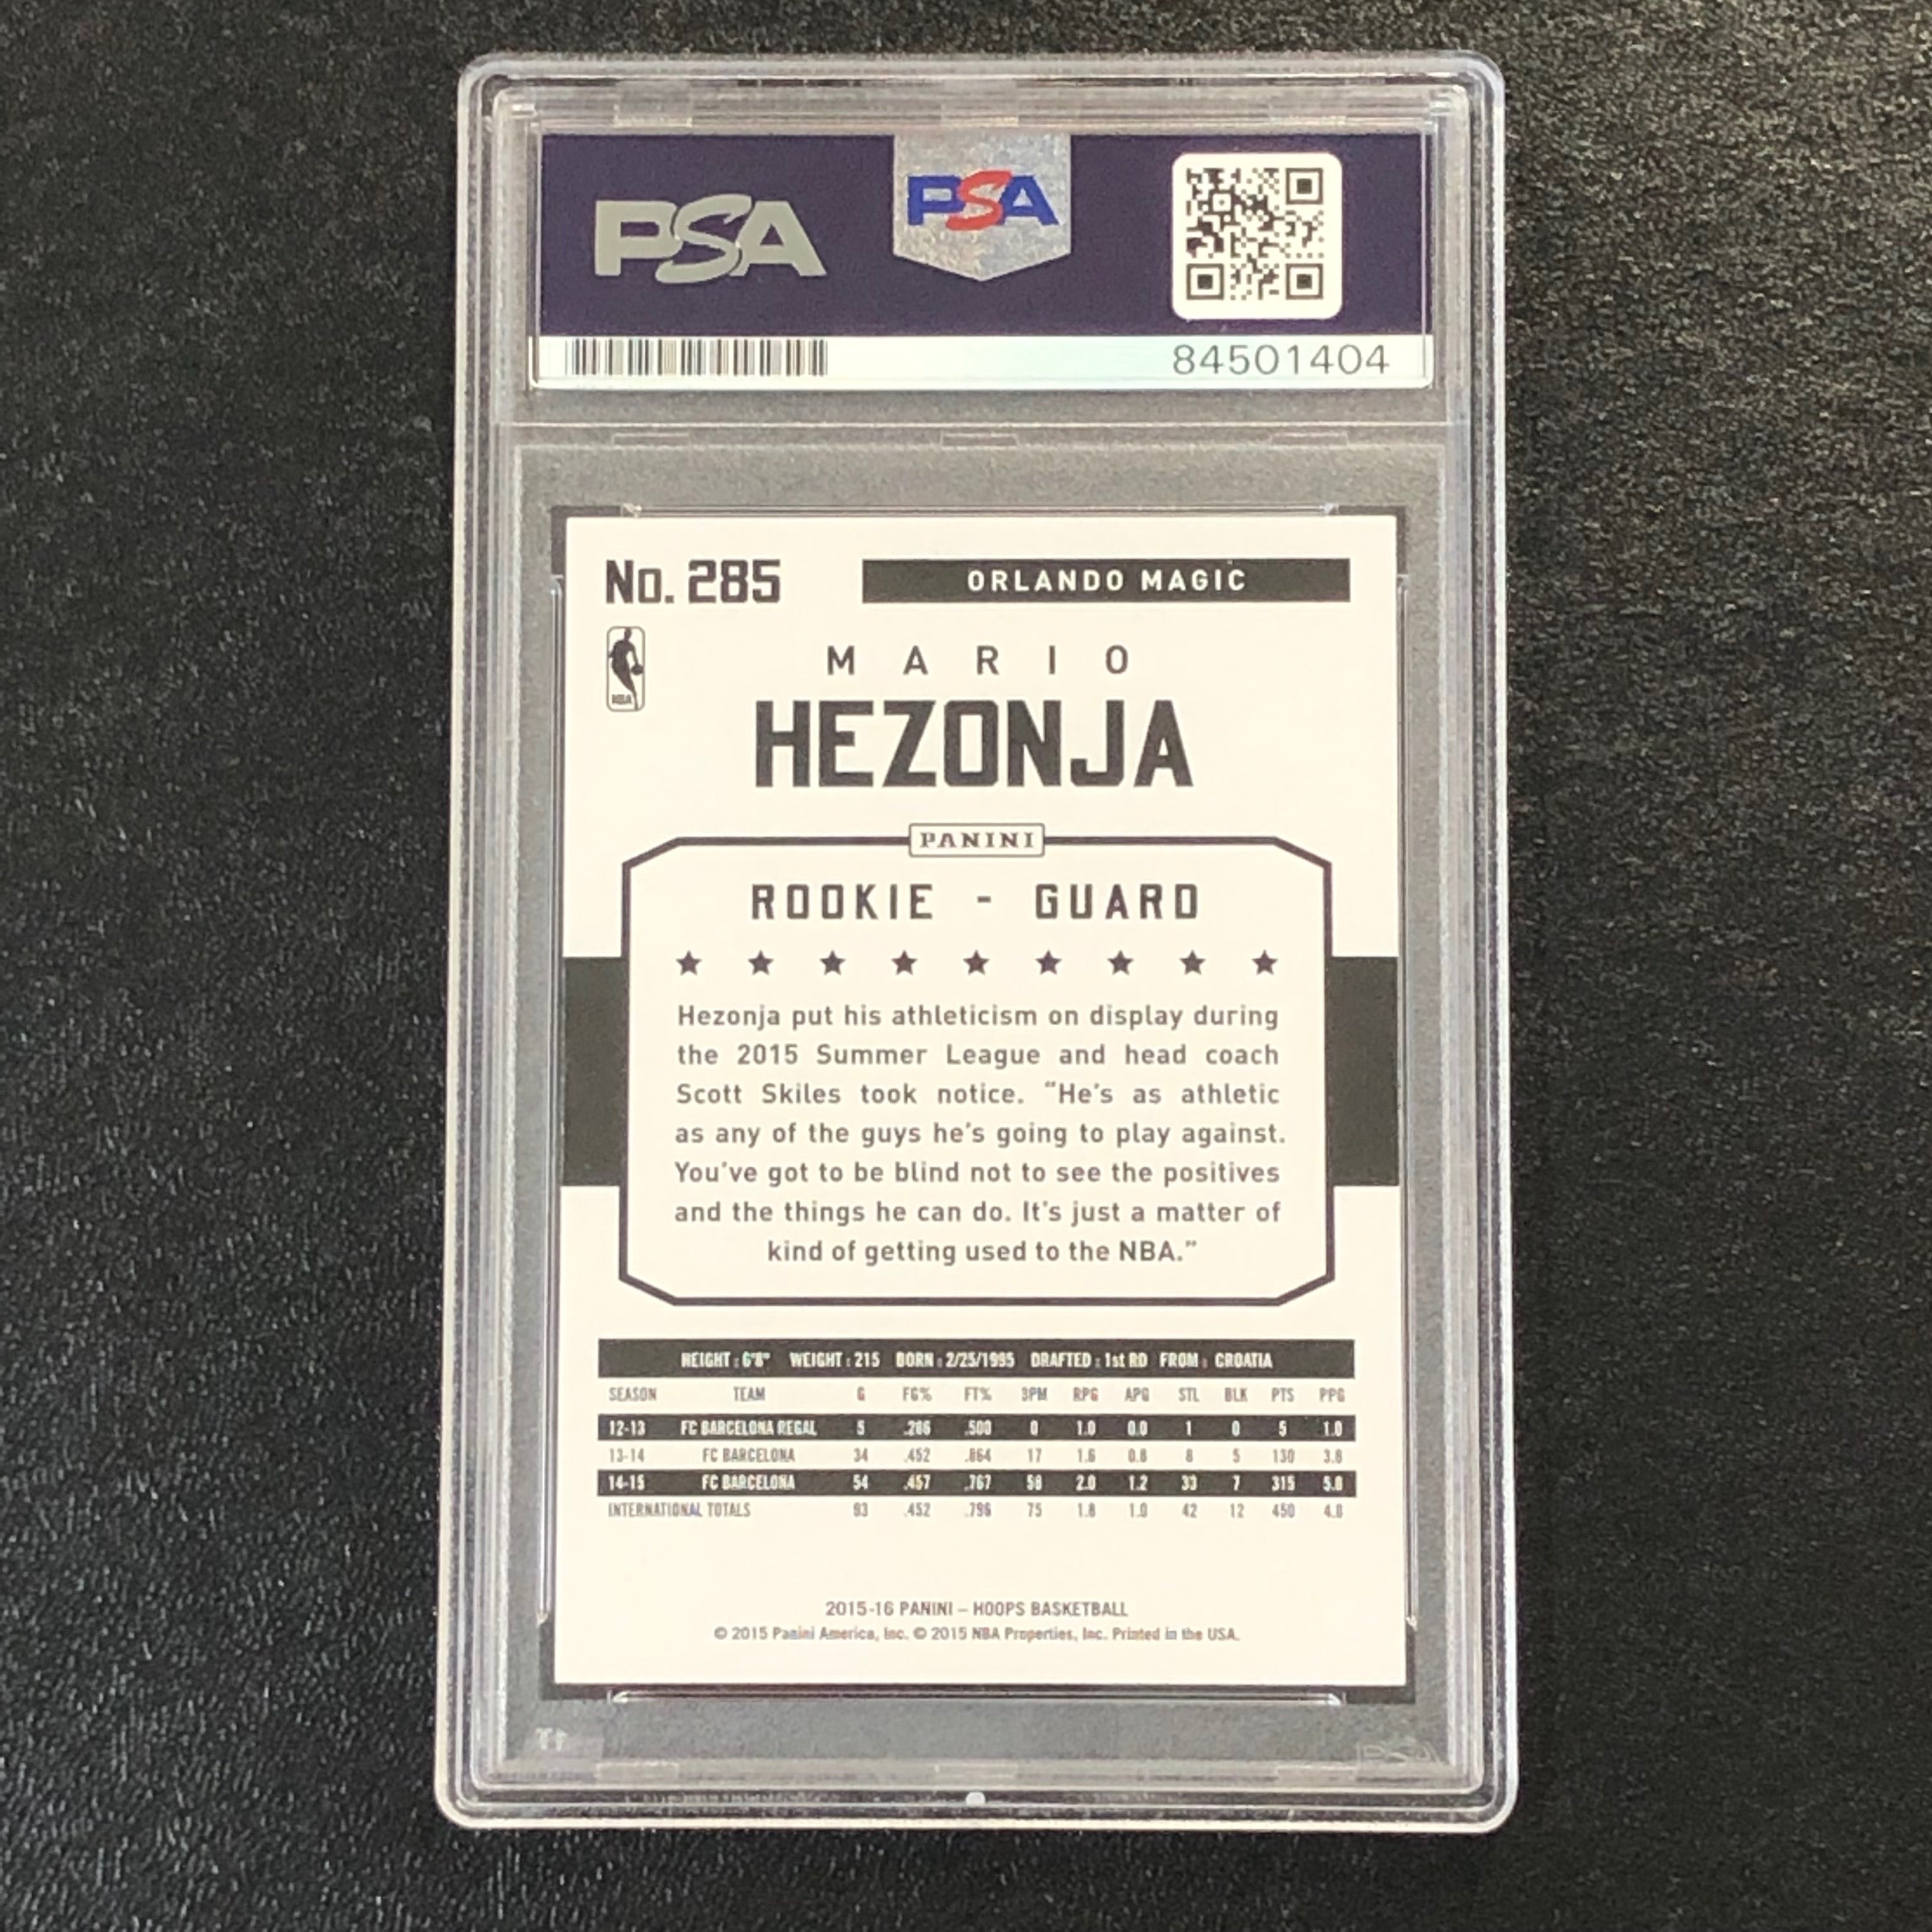 PSA PSA
84501404
No. 285 ORLANDO MAGIC
NBA
MARIO
HEZONJA
PANINI
ROOKIE - GUARD
Hezonja put his athleticism on display during
the 2015 Summer League and head coach
Scott Skiles took notice. “He’s as athletic
as any of the guys he’s going to play against.
You’ve got to be blind not to see the positives
and the things he can do. It’s just a matter of
kind of getting used to the NBA.”
HEIGHT : 6'8" WEIGHT : 215 BORN : 2/25/1995 DRAFTED : 1st RD FROM : CROATIA
SEASON TEAM G FG% FT% 3PM RPG APG STL BLK PTS PPG
12-13 FC BARCELONA REGAL 5 .286 .500 0 1.0 0.0 1 0 5 1.0
13-14 FC BARCELONA 34 .452 .864 17 1.6 0.8 8 5 130 3.8
14-15 FC BARCELONA 54 .457 .767 58 2.0 1.2 33 7 315 5.8
INTERNATIONAL TOTALS 93 .452 .796 75 1.8 1.0 42 12 450 4.8
2015-16 PANINI – HOOPS BASKETBALL
© 2015 Panini America, Inc. © 2015 NBA Properties, Inc. Printed in the USA.